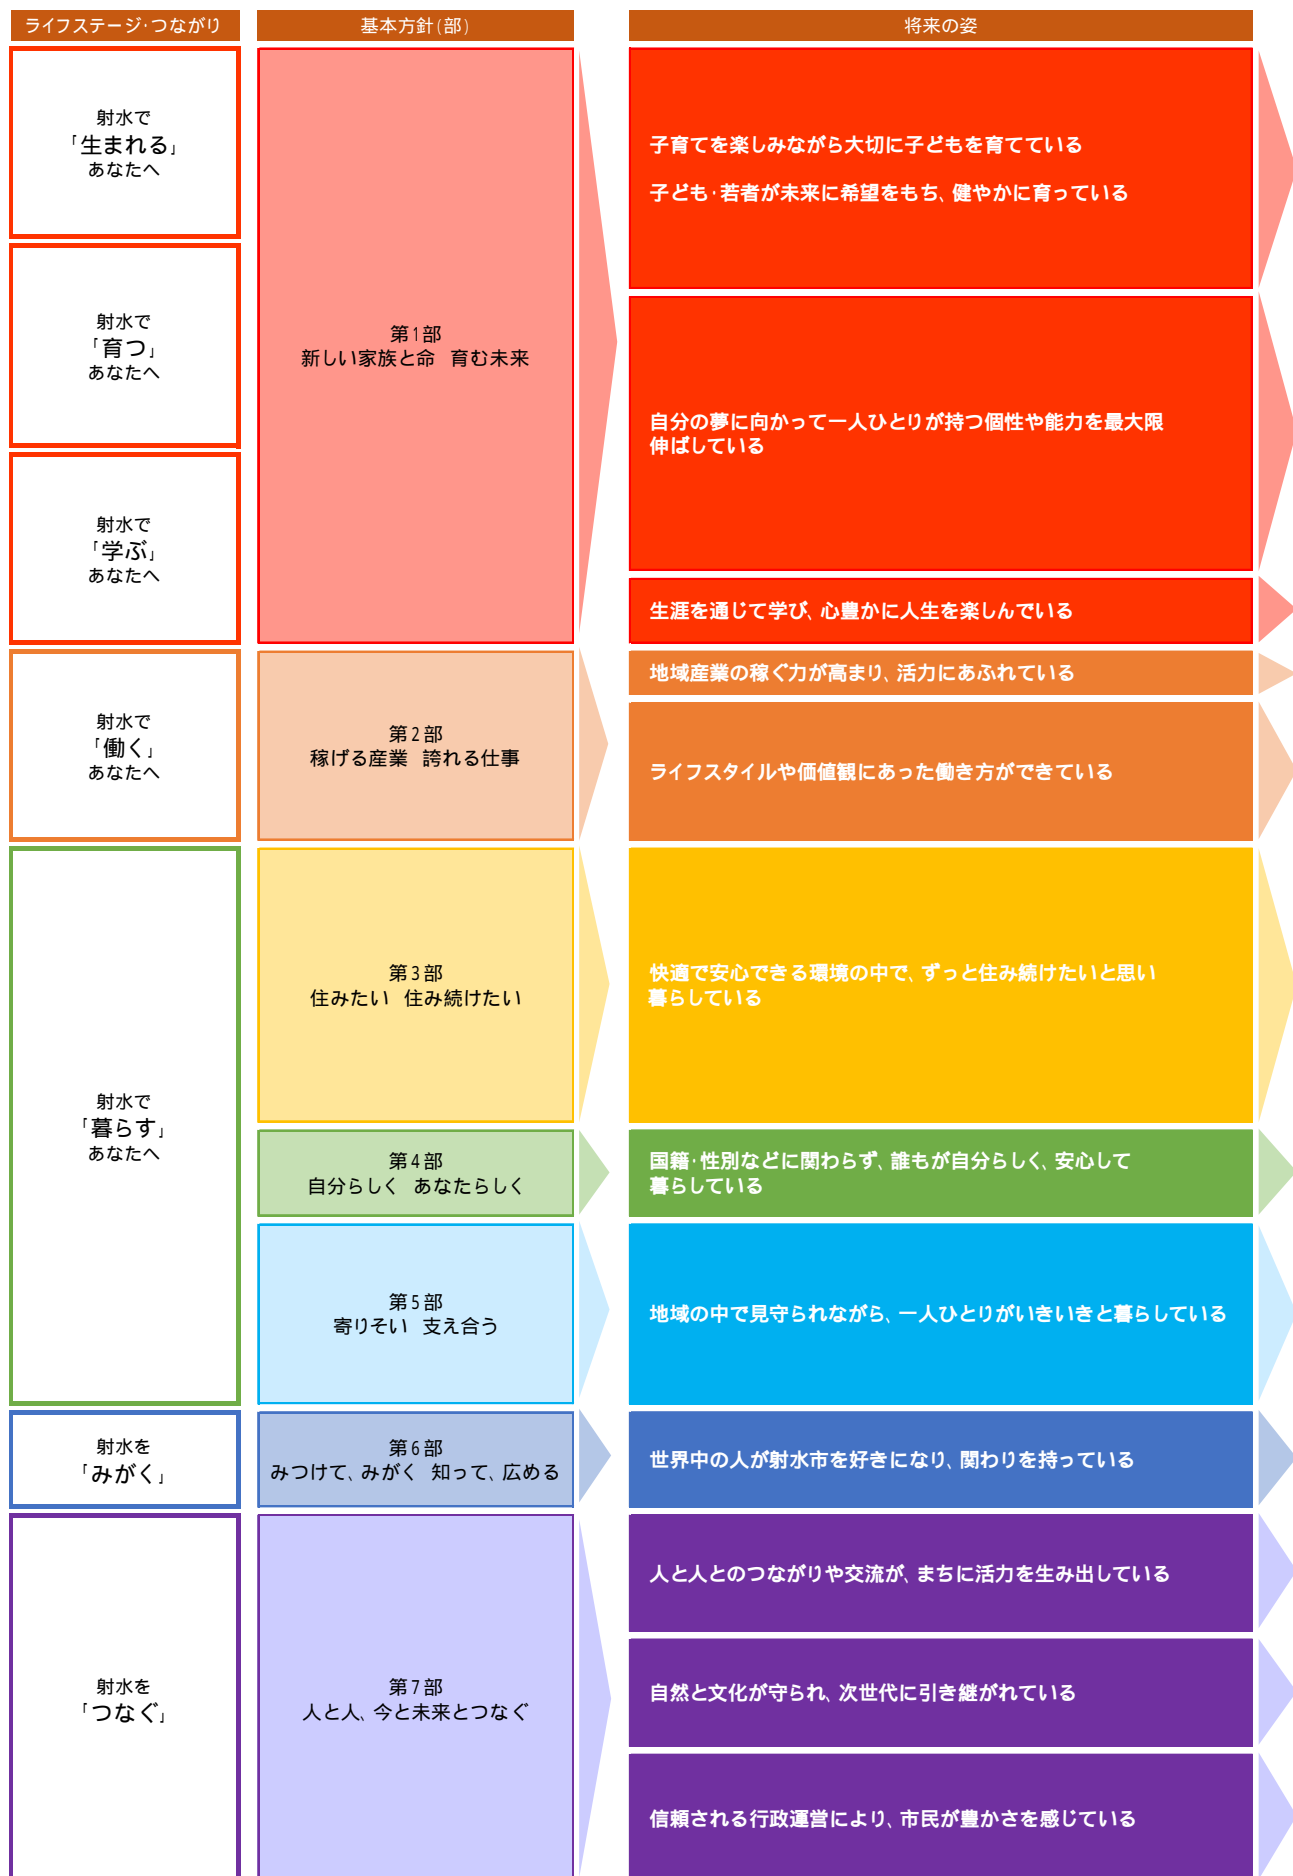 ライフステージ・つながり
基本方針(部)
将来の姿
射水で
「生まれる」
あなたへ
射水で
「育つ」
あなたへ
射水で
「学ぶ」
あなたへ
第1部
新しい家族と命 育む未来
子育てを楽しみながら大切に子どもを育てている
子ども・若者が未来に希望をもち、健やかに育っている
自分の夢に向かって一人ひとりが持つ個性や能力を最大限
伸ばしている
生涯を通じて学び、心豊かに人生を楽しんでいる
射水で
「働く」
あなたへ
第2部
稼げる産業 誇れる仕事
地域産業の稼ぐ力が高まり、活力にあふれている
ライフスタイルや価値観にあった働き方ができている
射水で
「暮らす」
あなたへ
第3部
住みたい 住み続けたい
快適で安心できる環境の中で、ずっと住み続けたいと思い
暮らしている
第4部
自分らしく あなたらしく
国籍・性別などに関わらず、誰もが自分らしく、安心して
暮らしている
第5部
寄りそい 支え合う
地域の中で見守られながら、一人ひとりがいきいきと暮らしている
射水を
「みがく」
第6部
みつけて、みがく 知って、広める
世界中の人が射水市を好きになり、関わりを持っている
射水を
「つなぐ」
第7部
人と人、今と未来とつなぐ
人と人とのつながりや交流が、まちに活力を生み出している
自然と文化が守られ、次世代に引き継がれている
信頼される行政運営により、市民が豊かさを感じている